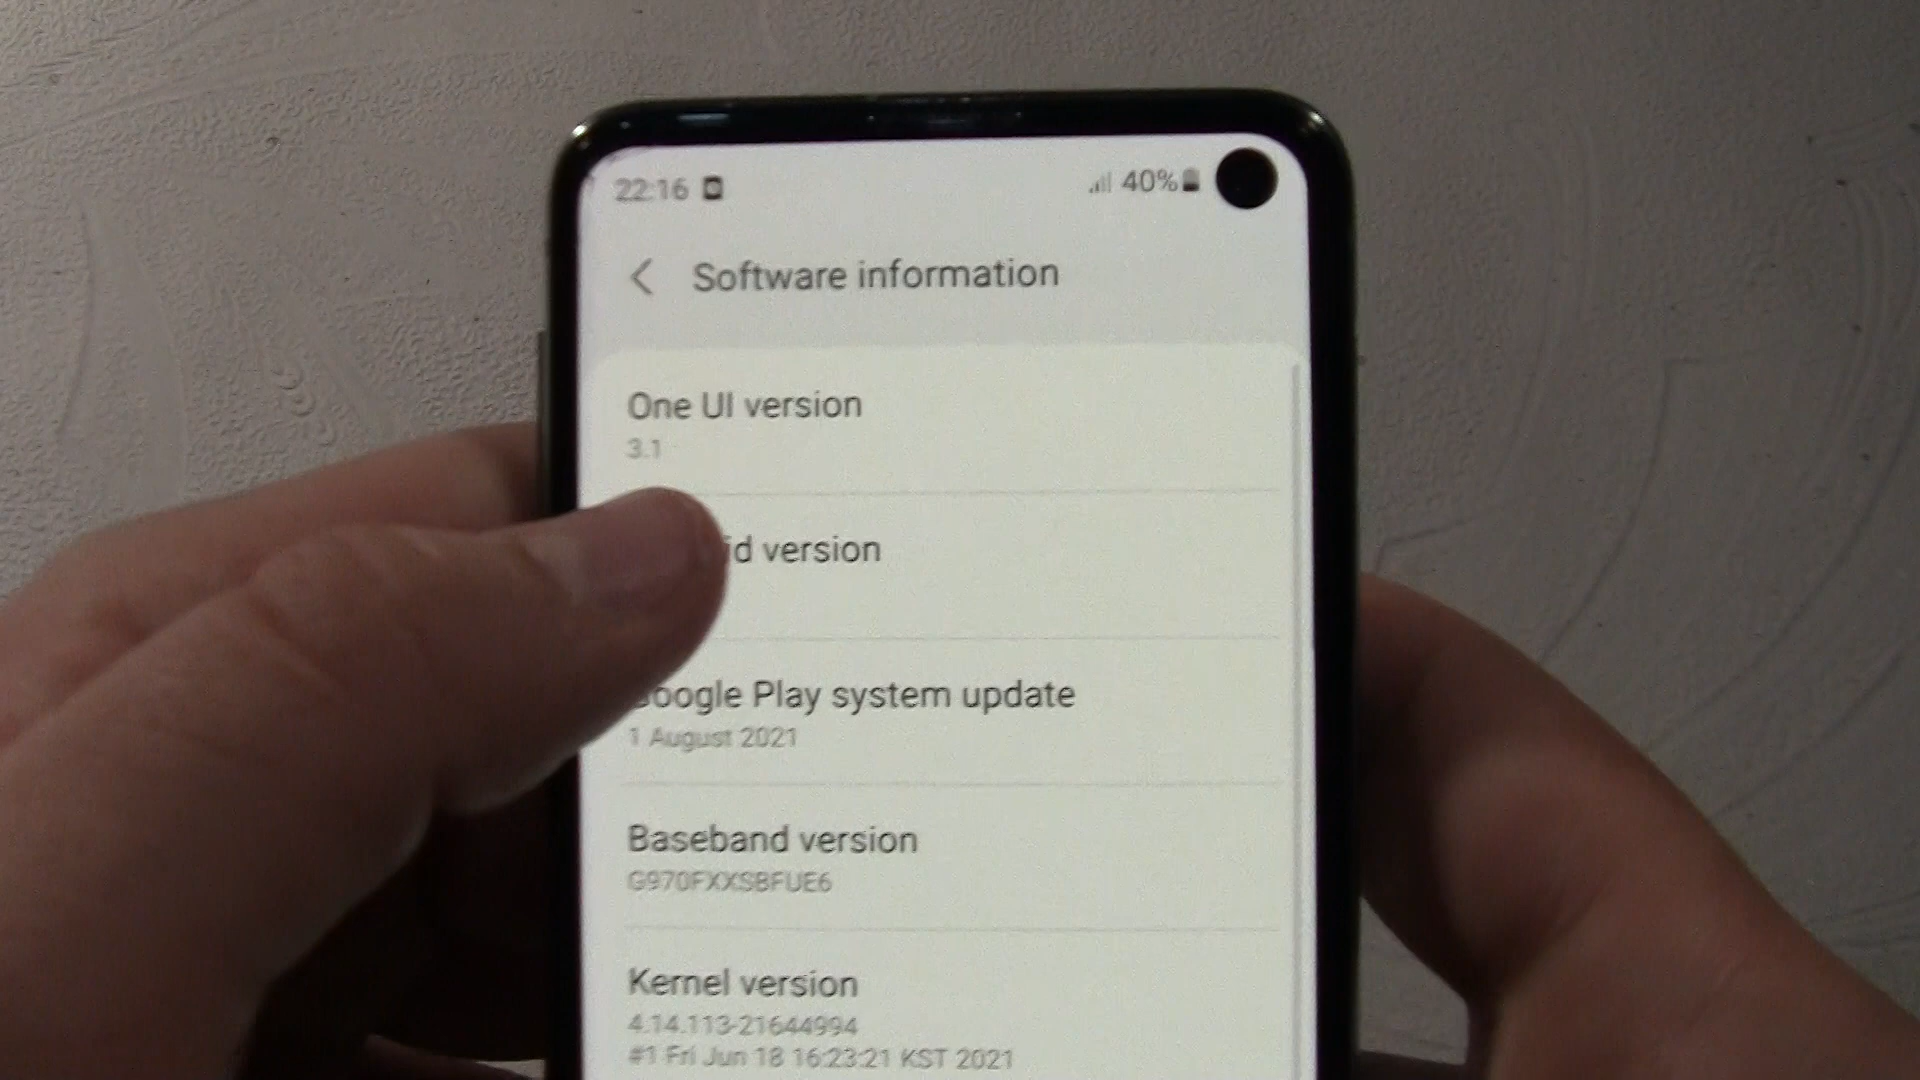 22:16 40%
Software information
One UI version
3.1
id version
oogle Play system update
1 August 2021
Baseband version
G970FXXSBFUE6
Kernel version
4.14.113-21644994
#1 Fri Jun 18 16:23:21 KST 2021